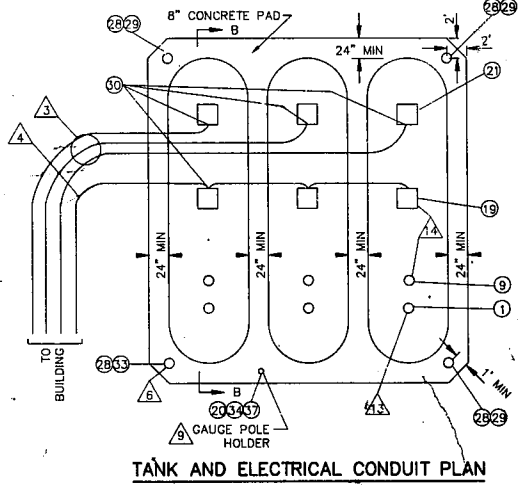 28 29
8" CONCRETE PAD
B
28 29
2'
2'
24" MIN
30
21
3
4
19
14
24" MIN
24" MIN
24" MIN
24" MIN
9
1
TO
BUILDING
28 33
6
B
20 34 37
9
GAUGE POLE
HOLDER
13
1" MIN
28 29
TANK AND ELECTRICAL CONDUIT PLAN